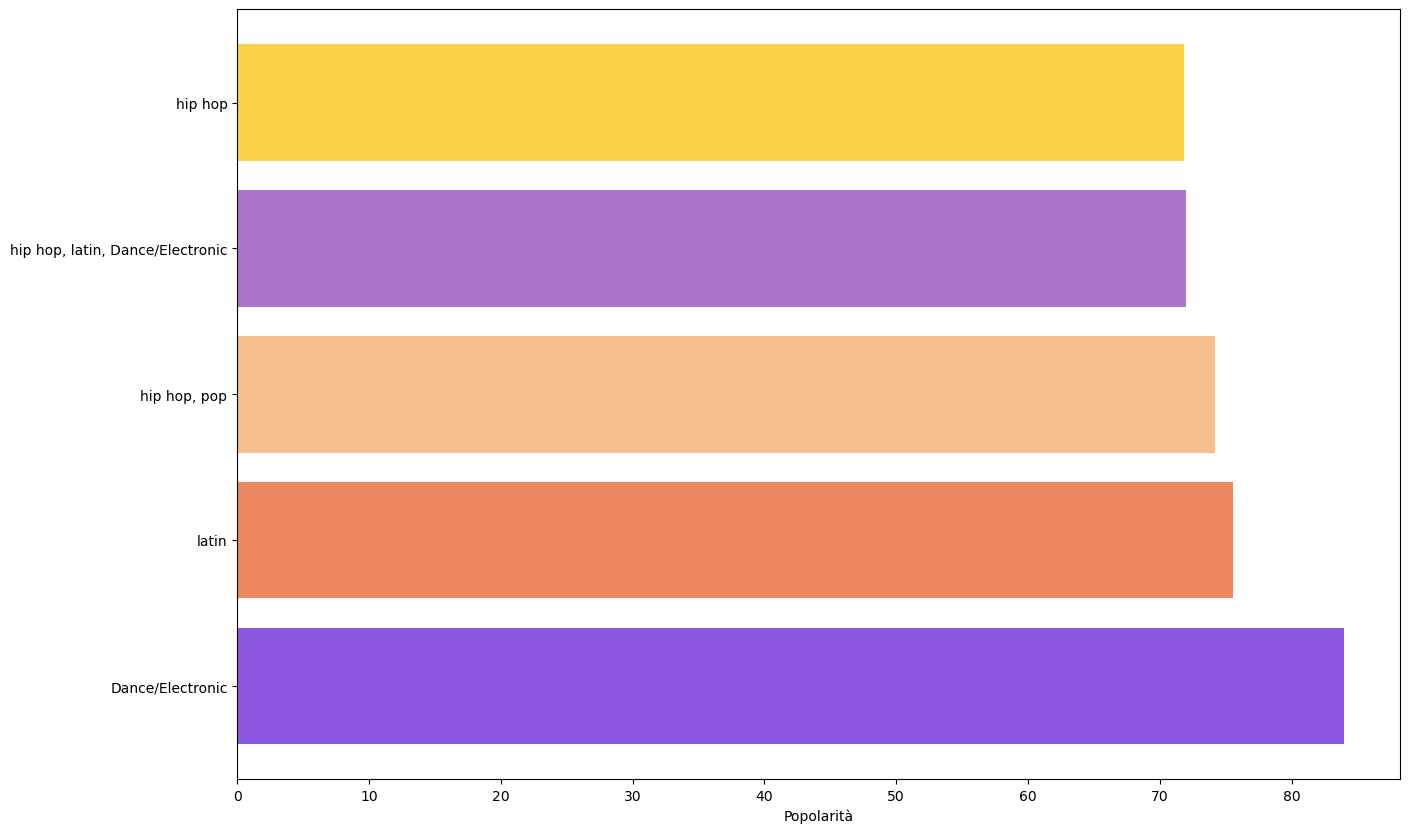 hip hop
hip hop, latin, Dance/Electronic
hip hop, pop
latin
Dance/Electronic
0 10 20 30 40 50 60 70 80
Popolarità